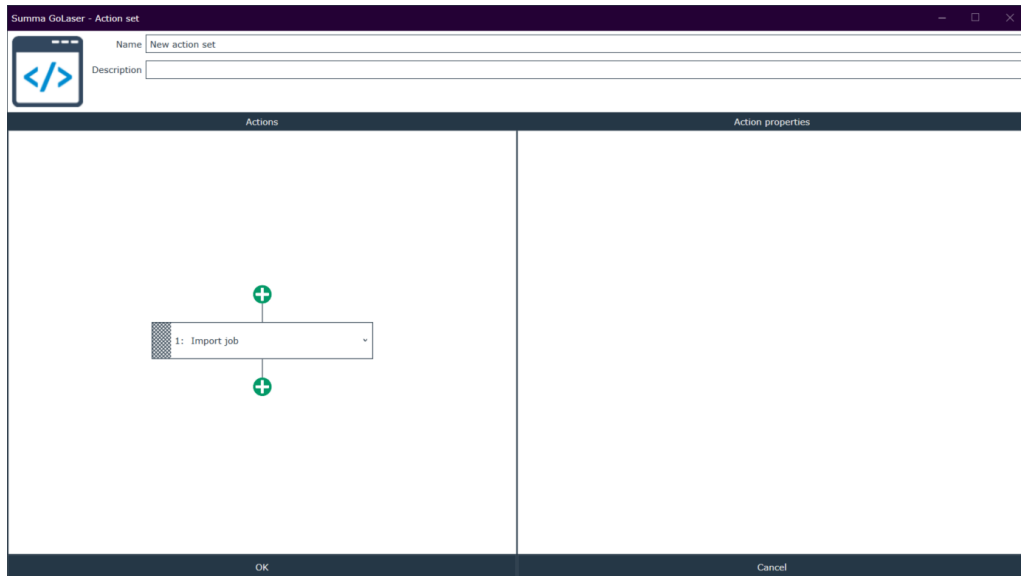 Summa GoLaser - Action set
Name New action set
Description
Actions Action properties
1: Import job
OK Cancel